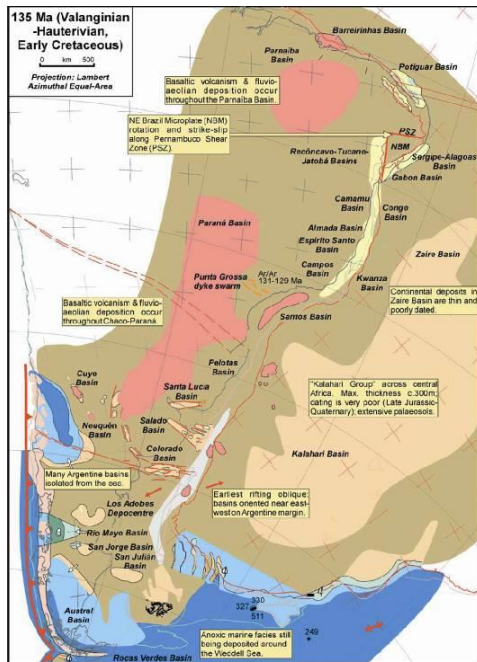 135 Ma (Valanginian
-Hauterivian,
Early Cretaceous)
0 km 500
Projection: Lambert
Azimuthal Equal-Area
Barreirinhas Basin
Parnaíba
Basin
Potiguar Basin
Basaltic volcanism & fluvio-
aeolian deposition occur
throughout the Parnaíba Basin.
NE Brazil Microplate (NBM)
rotation and strike-slip
along Pernambuco Shear
Zone (PSZ).
PSZ
NBM
Recôncavo-Tucano-
Jatobá Basins
Sergipe-Alagoas
Basin
Gabon Basin
Camamu
Basin
Congo
Basin
Almada Basin
Espirito Santo
Basin
Campos
Basin
Kwanza
Basin
Zaire Basin
Paraná Basin
Punta Grossa
dyke swarm
Ar/Ar
131-129 Ma
Continental deposits in
Zaire Basin are thin and
poorly dated.
Basaltic volcanism & fluvio-
aeolian deposition occur
throughout Chaco-Paraná.
Santos Basin
Pelotas
Basin
Cuyo
Basin
Santa Lucia
Basin
"Kalahari Group" across central
Africa. Max. thickness c.300m;
dating is very poor (Late Jurassic-
Quaternary); extensive palaeosols.
Neuquén
Basin
Salado
Basin
Colorado
Basin
Kalahari Basin
Many Argentine basins
isolated from the
Los Adobes
Depocentre
Earliest rifting oblique;
basins oriented near east-
west on Argentine margin.
Rio Mayo Basin
San Jorge Basin
San Julián
Basin
Austral
Basin
330
327
511
249
Anoxic marine facies still
being deposited around
the Weddell Sea.
Rocas Verdes Basin